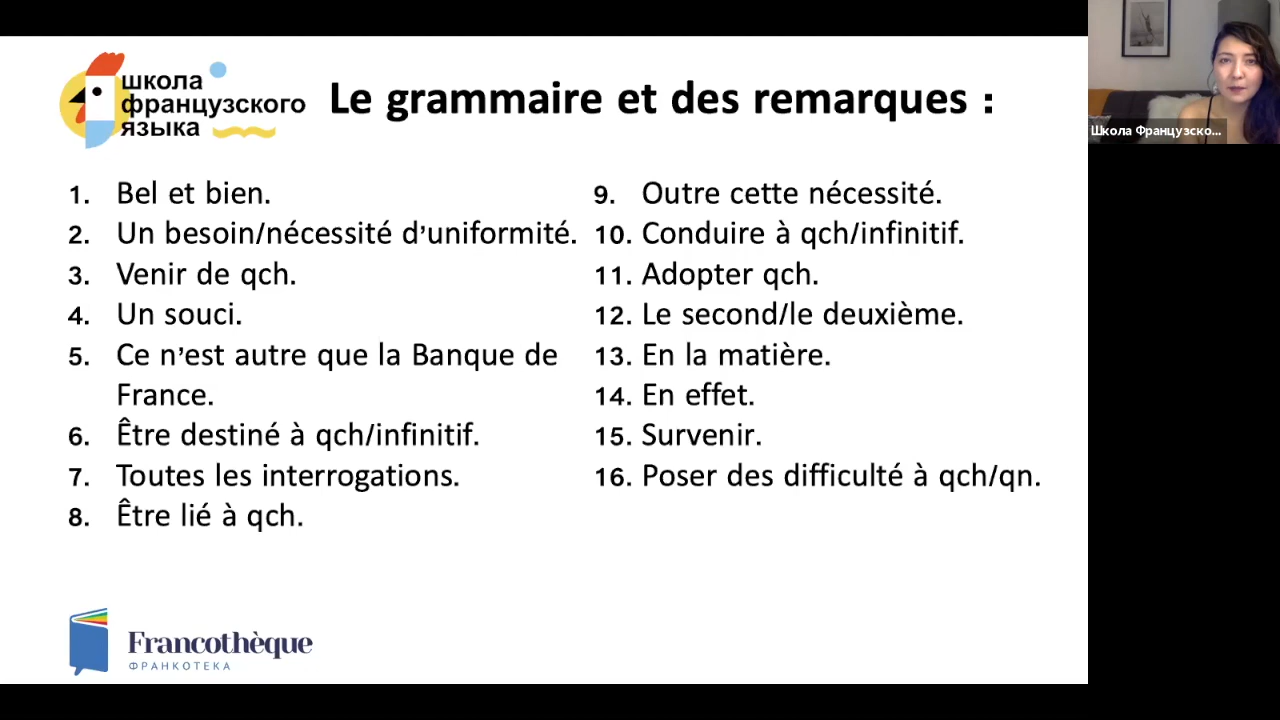 школа
французского
языка
Le grammaire et des remarques :
1. Bel et bien.
2. Un besoin/nécessité d’uniformité.
3. Venir de qch.
4. Un souci.
5. Ce n’est autre que la Banque de
France.
6. Être destiné à qch/infinitif.
7. Toutes les interrogations.
8. Être lié à qch.
9. Outre cette nécessité.
10. Conduire à qch/infinitif.
11. Adopter qch.
12. Le second/le deuxième.
13. En la matière.
14. En effet.
15. Survenir.
16. Poser des difficulté à qch/qn.
Francothèque
ФРАНКОТЕКА
Школа Французско...